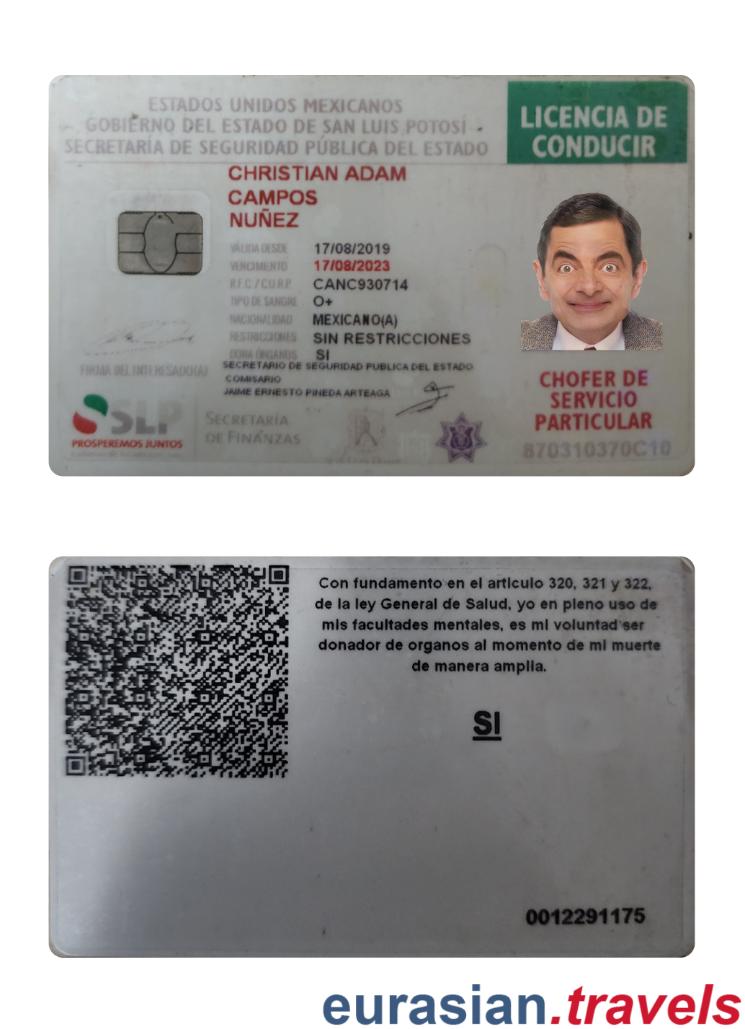 ESTADOS UNIDOS MEXICANOS
GOBIERNO DEL ESTADO DE SAN LUIS POTOSÍ
SECRETARÍA DE SEGURIDAD PÚBLICA DEL ESTADO
LICENCIA DE
CONDUCIR
CHRISTIAN ADAM
CAMPOS
NUÑEZ
VÁLIDA DESDE 17/08/2019
VENCIMIENTO 17/08/2023
R.F.C./C.U.R.P. CANC930714
TIPO DE SANGRE O+
NACIONALIDAD MEXICANO(A)
RESTRICCIONES SIN RESTRICCIONES
DONA ÓRGANOS SI
FIRMA DEL INTERESADO(A)
SECRETARIO DE SEGURIDAD PUBLICA DEL ESTADO
COMISARIO
JAIME ERNESTO PINEDA ARTEAGA
CHOFER DE
SERVICIO
PARTICULAR
870310370C10
SLP
PROSPEREMOS JUNTOS
SECRETARÍA
DE FINANZAS
Con fundamento en el articulo 320, 321 y 322,
de la ley General de Salud, yo en pleno uso de
mis facultades mentales, es mi voluntad ser
donador de organos al momento de mi muerte
de manera amplia.
SI
0012291175
eurasian.travels